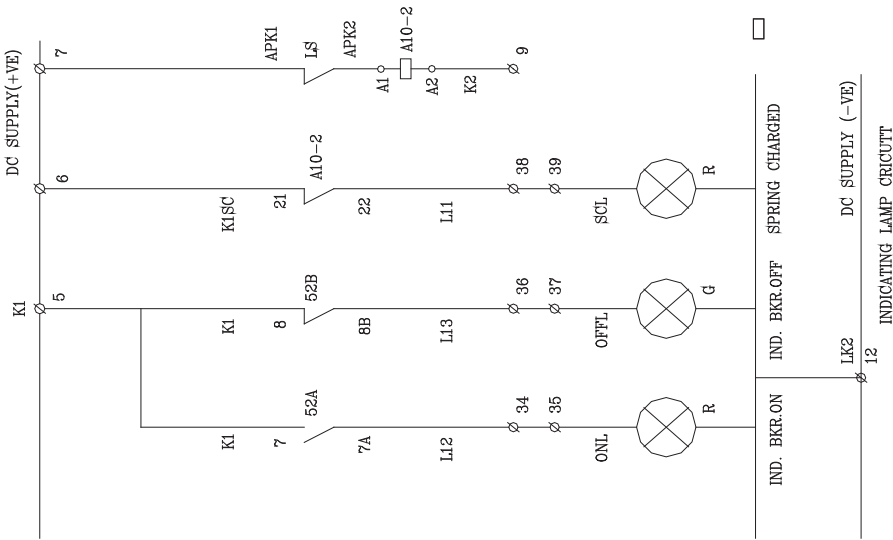 DC SUPPLY(+VE)
K1
7
6
5
APK1
LS
APK2
A1
A10-2
A2
K2
9
K1SC
21
A10-2
22
L11
38
39
SCL
R
SPRING CHARGED
K1
8
52B
8B
L13
36
37
OFFL
G
IND. BKR.OFF
K1
7
52A
7A
L12
34
35
ONL
R
IND. BKR.ON
DC SUPPLY (-VE)
LK2
12
INDICATING LAMP CRICUTT